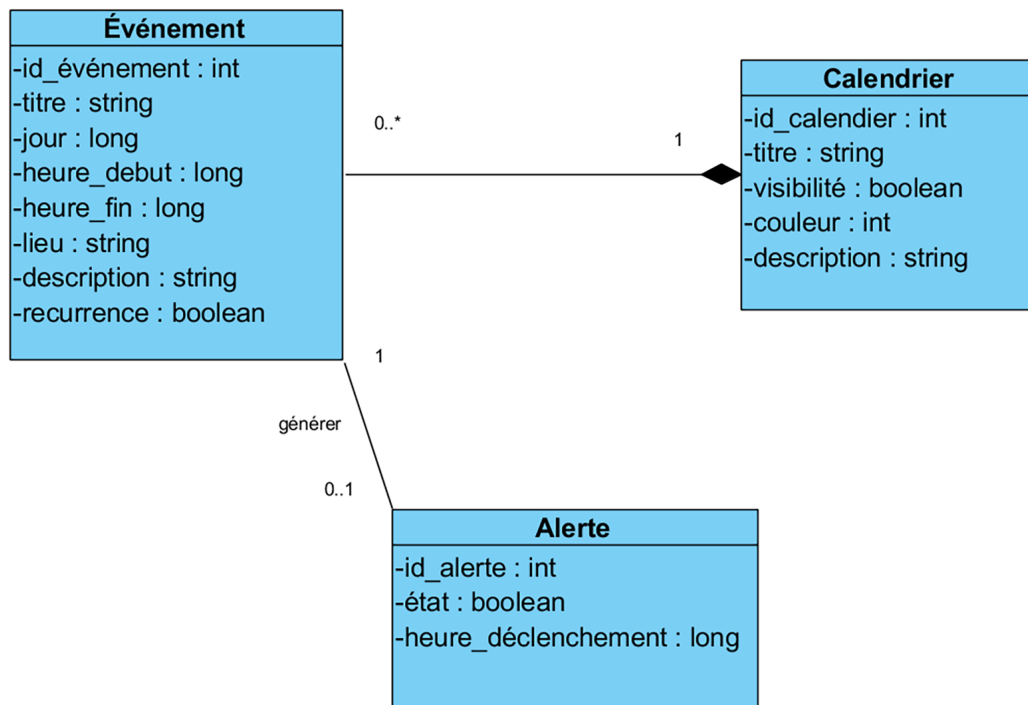 Événement
-id_événement : int
-titre : string
-jour : long
-heure_debut : long
-heure_fin : long
-lieu : string
-description : string
-recurrence : boolean
0..*
1
Calendrier
-id_calendier : int
-titre : string
-visibilité : boolean
-couleur : int
-description : string
1
générer
0..1
Alerte
-id_alerte : int
-état : boolean
-heure_déclenchement : long